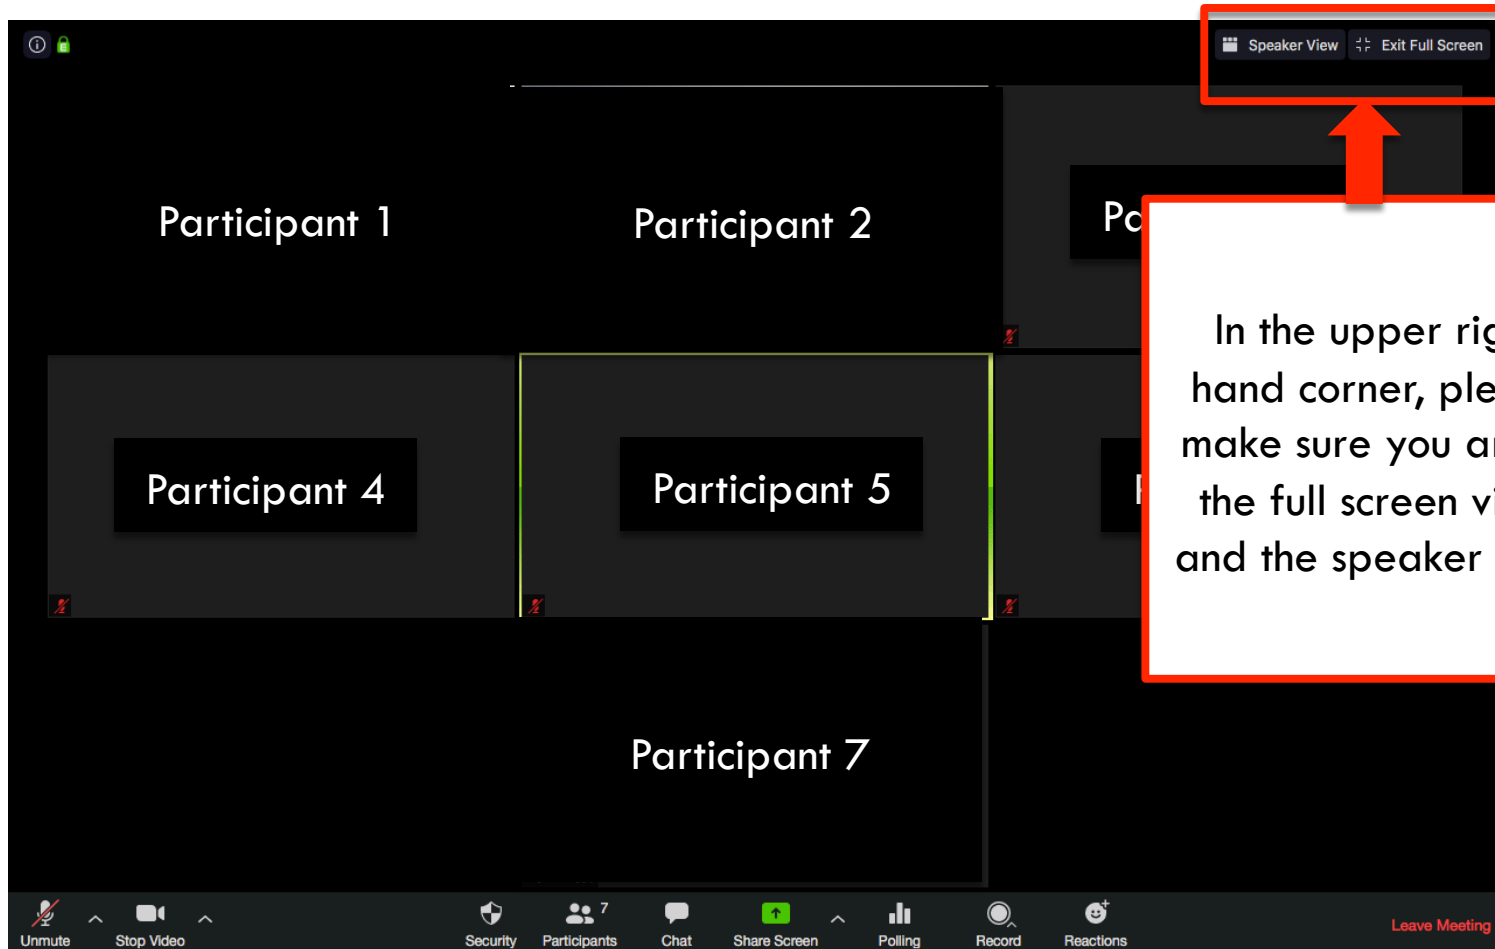 Speaker View Exit Full Screen
Participant 1
Participant 2
In the upper
hand corner,
make sure you
the full screen
and the speaker
Participant 4
Participant 5
Participant 7
7
Unmute
Stop Video
Security
Participants
Chat
Share Screen
Polling
Record
Reactions
Leave Meeting